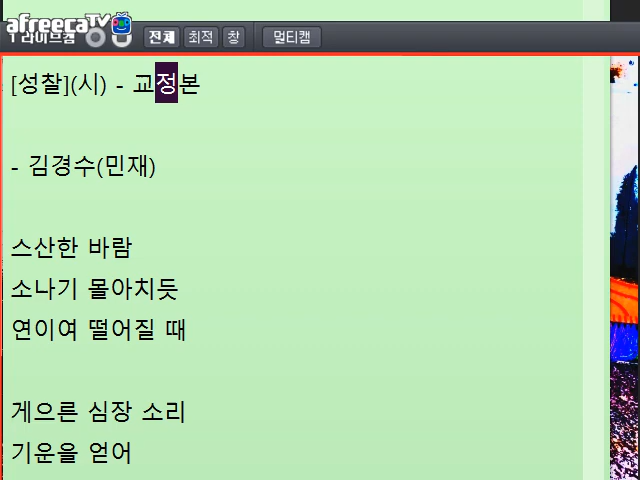 afreecaTV
1 라이브캠 전체 최적 창 멀티캠
[성찰](시) - 교정본
- 김경수(민재)
스산한 바람
소나기 몰아치듯
연이여 떨어질 때
게으른 심장 소리
기운을 얻어